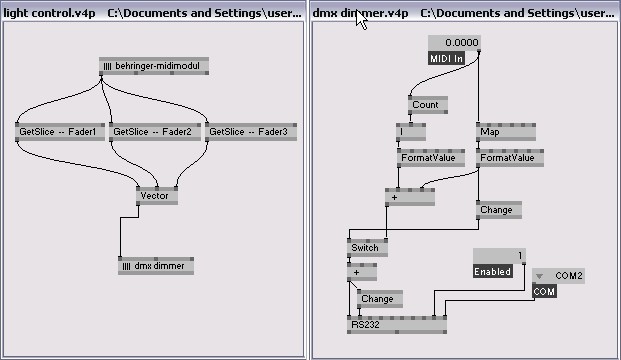 light control.v4p C:\Documents and Settings\user...
behringer-midimodul
GetSlice -- Fader1
GetSlice -- Fader2
GetSlice -- Fader3
Vector
dmx dimmer
dmx dimmer.v4p C:\Documents and Settings\user...
0.0000
MIDI In
Count
I
Map
FormatValue
FormatValue
+
Change
Switch
1
Enabled
+
COM2
COM
Change
RS232